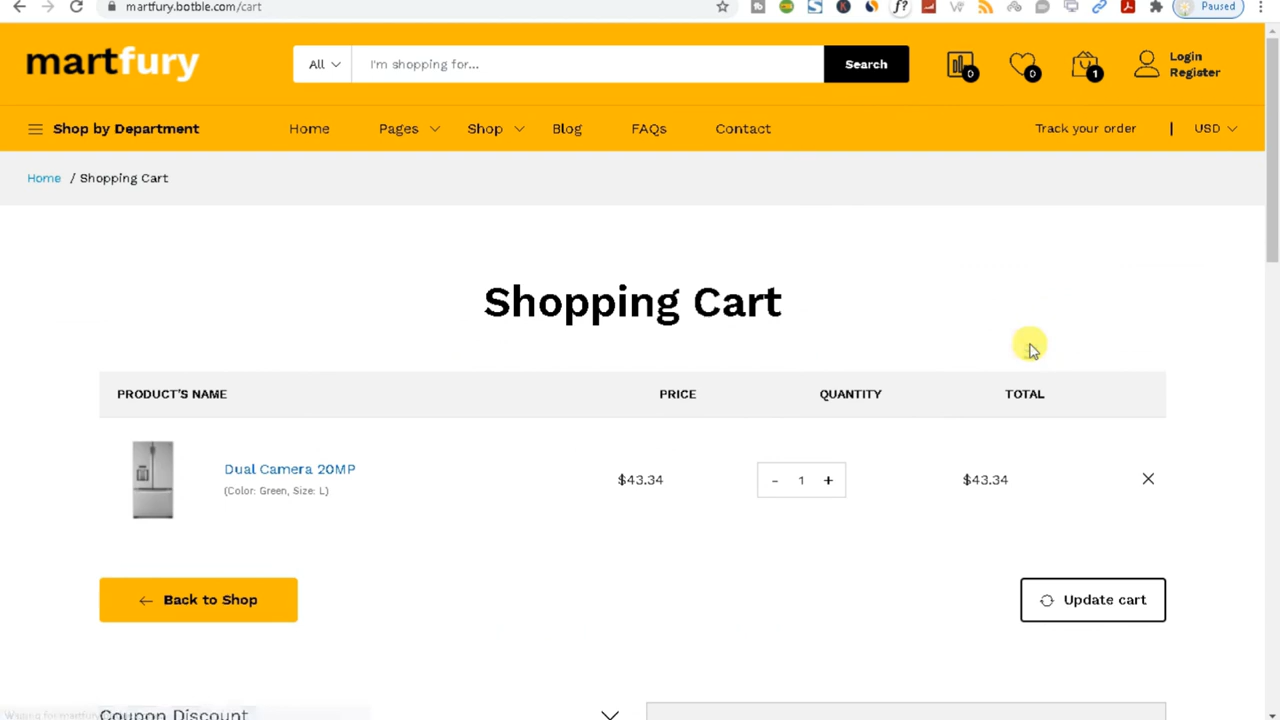 martfury.botble.com/cart
Paused
martfury
All
I'm shopping for...
Search
0
0
1
Login
Register
Shop by Department
Home
Pages
Shop
Blog
FAQs
Contact
Track your order
|
USD
Home / Shopping Cart
Shopping Cart
PRODUCT'S NAME
PRICE
QUANTITY
TOTAL
Dual Camera 20MP
(Color: Green, Size: L)
$43.34
- 1 +
$43.34
Back to Shop
Update cart
Coupon Discount